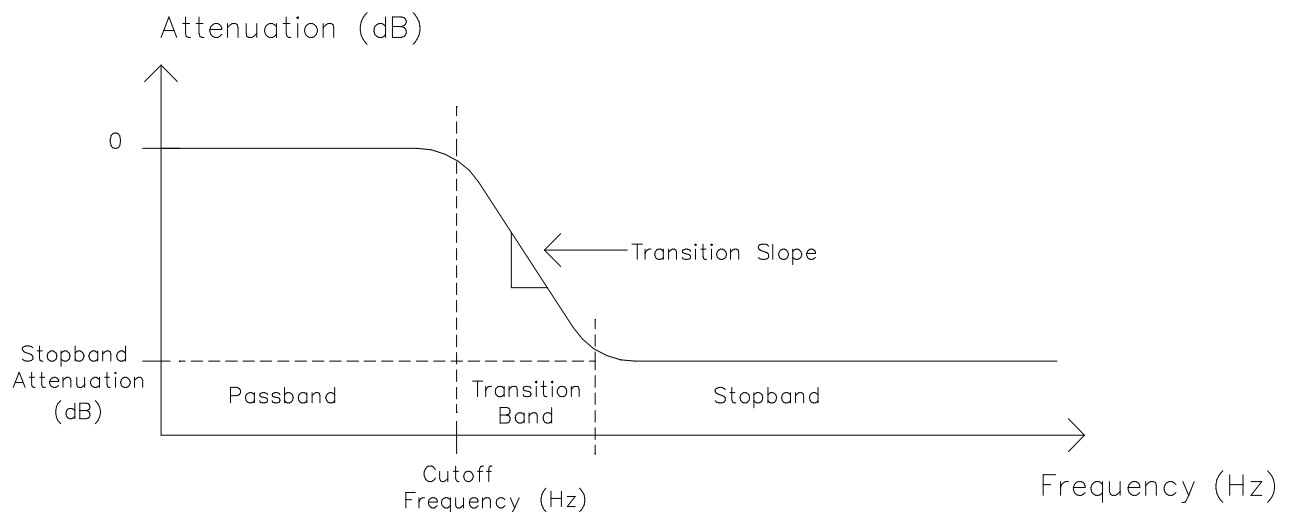 Attenuation (dB)
0
Transition Slope
Stopband
Attenuation
(dB)
Passband
Transition
Band
Stopband
Cutoff
Frequency (Hz)
Frequency (Hz)